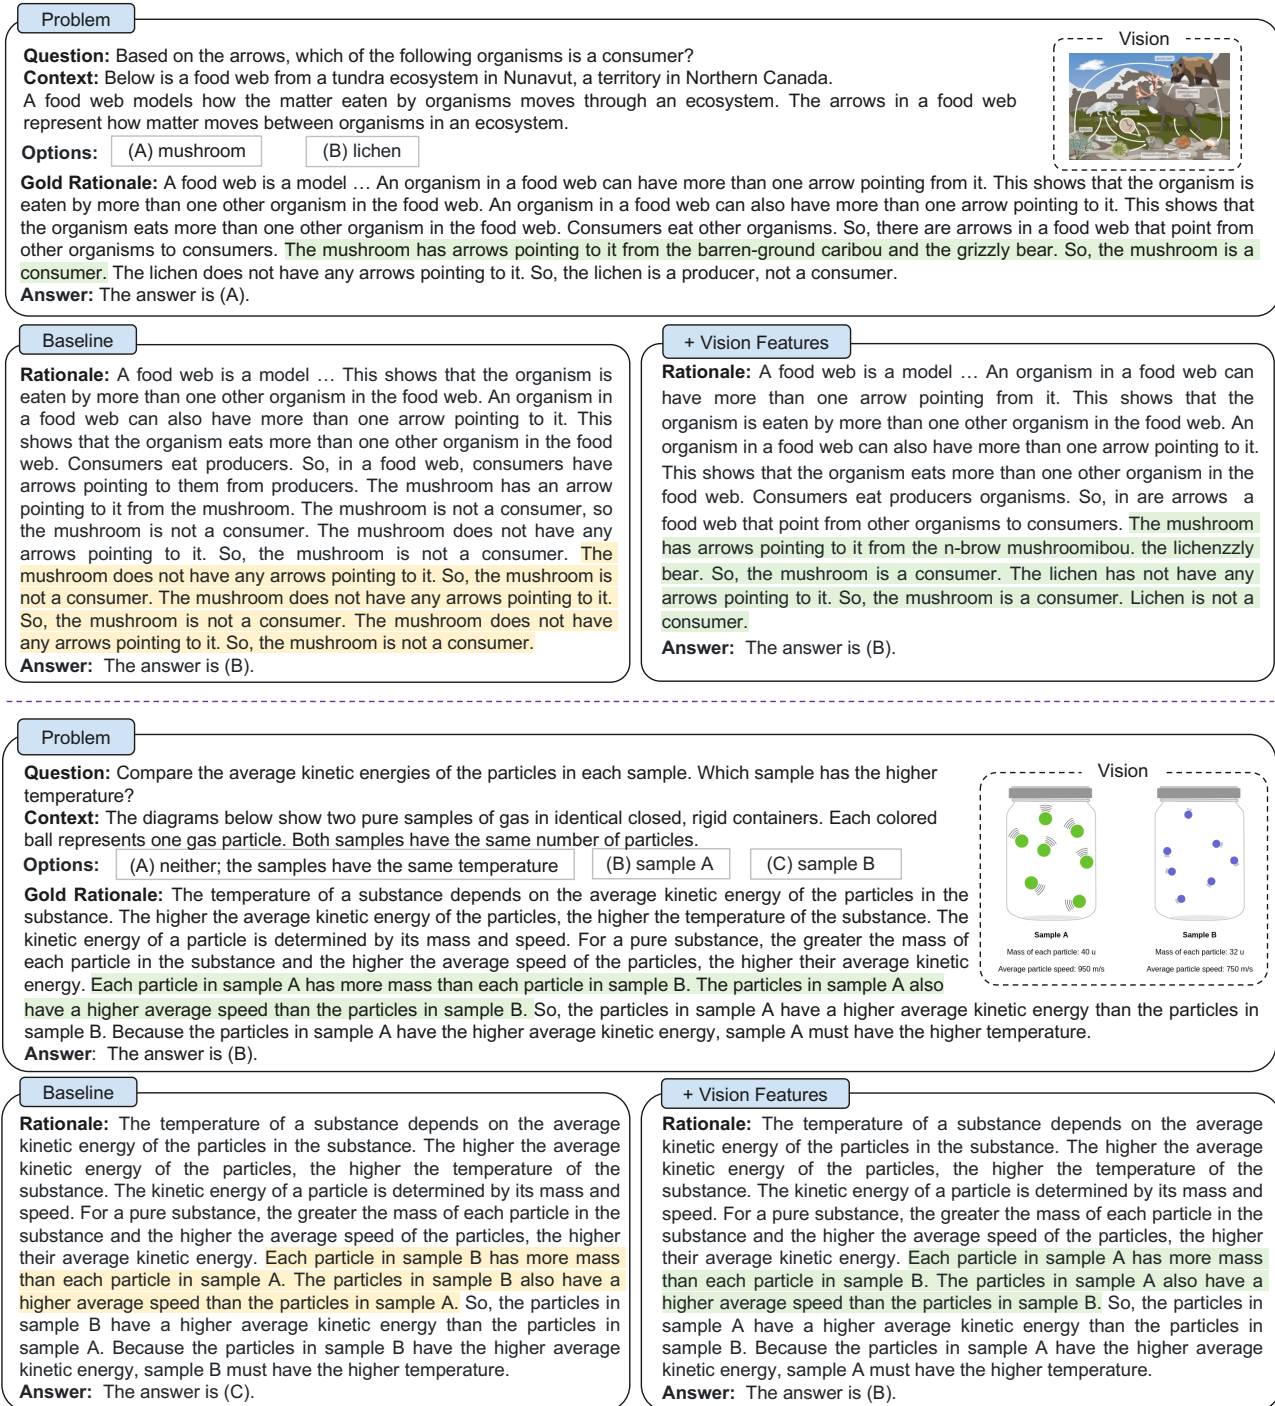 Problem
Question: Based on the arrows, which of the following organisms is a consumer?
Context: Below is a food web from a tundra ecosystem in Nunavut, a territory in Northern Canada.
A food web models how the matter eaten by organisms moves through an ecosystem. The arrows in a food web
represent how matter moves between organisms in an ecosystem.
Options: (A) mushroom (B) lichen
Vision
Gold Rationale: A food web is a model … An organism in a food web can have more than one arrow pointing from it. This shows that the organism is
eaten by more than one other organism in the food web. An organism in a food web can also have more than one arrow pointing to it. This shows that
the organism eats more than one other organism in the food web. Consumers eat other organisms. So, there are arrows in a food web that point from
other organisms to consumers. The mushroom has arrows pointing to it from the barren-ground caribou and the grizzly bear. So, the mushroom is a
consumer. The lichen does not have any arrows pointing to it. So, the lichen is a producer, not a consumer.
Answer: The answer is (A).
Baseline
Rationale: A food web is a model … This shows that the organism is
eaten by more than one other organism in the food web. An organism in
a food web can also have more than one arrow pointing to it. This
shows that the organism eats more than one other organism in the food
web. Consumers eat producers. So, in a food web, consumers have
arrows pointing to them from producers. The mushroom has an arrow
pointing to it from the mushroom. The mushroom is not a consumer, so
the mushroom is not a consumer. The mushroom does not have any
arrows pointing to it. So, the mushroom is not a consumer. The
mushroom does not have any arrows pointing to it. So, the mushroom is
not a consumer. The mushroom does not have any arrows pointing to it.
So, the mushroom is not a consumer. The mushroom does not have
any arrows pointing to it. So, the mushroom is not a consumer.
Answer: The answer is (B).
+ Vision Features
Rationale: A food web is a model … An organism in a food web can
have more than one arrow pointing from it. This shows that the
organism is eaten by more than one other organism in the food web. An
organism in a food web can also have more than one arrow pointing to it.
This shows that the organism eats more than one other organism in the
food web. Consumers eat producers organisms. So, in are arrows a
food web that point from other organisms to consumers. The mushroom
has arrows pointing to it from the n-brow mushroomibou. the lichenzzly
bear. So, the mushroom is a consumer. The lichen has not have any
arrows pointing to it. So, the mushroom is a consumer. Lichen is not a
consumer.
Answer: The answer is (B).
Problem
Question: Compare the average kinetic energies of the particles in each sample. Which sample has the higher
temperature?
Context: The diagrams below show two pure samples of gas in identical closed, rigid containers. Each colored
ball represents one gas particle. Both samples have the same number of particles.
Options: (A) neither; the samples have the same temperature (B) sample A (C) sample B
Vision
Sample A
Mass of each particle: 40 u
Average particle speed: 950 m/s
Sample B
Mass of each particle: 32 u
Average particle speed: 750 m/s
Gold Rationale: The temperature of a substance depends on the average kinetic energy of the particles in the
substance. The higher the average kinetic energy of the particles, the higher the temperature of the substance. The
kinetic energy of a particle is determined by its mass and speed. For a pure substance, the greater the mass of
each particle in the substance and the higher the average speed of the particles, the higher their average kinetic
energy. Each particle in sample A has more mass than each particle in sample B. The particles in sample A also
have a higher average speed than the particles in sample B. So, the particles in sample A have a higher average kinetic energy than the particles in
sample B. Because the particles in sample A have the higher average kinetic energy, sample A must have the higher temperature.
Answer: The answer is (B).
Baseline
Rationale: The temperature of a substance depends on the average
kinetic energy of the particles in the substance. The higher the average
kinetic energy of the particles, the higher the temperature of the
substance. The kinetic energy of a particle is determined by its mass and
speed. For a pure substance, the greater the mass of each particle in the
substance and the higher the average speed of the particles, the higher
their average kinetic energy. Each particle in sample B has more mass
than each particle in sample A. The particles in sample B also have a
higher average speed than the particles in sample A. So, the particles in
sample B have a higher average kinetic energy than the particles in
sample A. Because the particles in sample B have the higher average
kinetic energy, sample B must have the higher temperature.
Answer: The answer is (C).
+ Vision Features
Rationale: The temperature of a substance depends on the average
kinetic energy of the particles in the substance. The higher the average
kinetic energy of the particles, the higher the temperature of the
substance. The kinetic energy of a particle is determined by its mass and
speed. For a pure substance, the greater the mass of each particle in the
substance and the higher the average speed of the particles, the higher
their average kinetic energy. Each particle in sample A has more mass
than each particle in sample B. The particles in sample A also have a
higher average speed than the particles in sample B. So, the particles in
sample A have a higher average kinetic energy than the particles in
sample B. Because the particles in sample A have the higher average
kinetic energy, sample A must have the higher temperature.
Answer: The answer is (B).